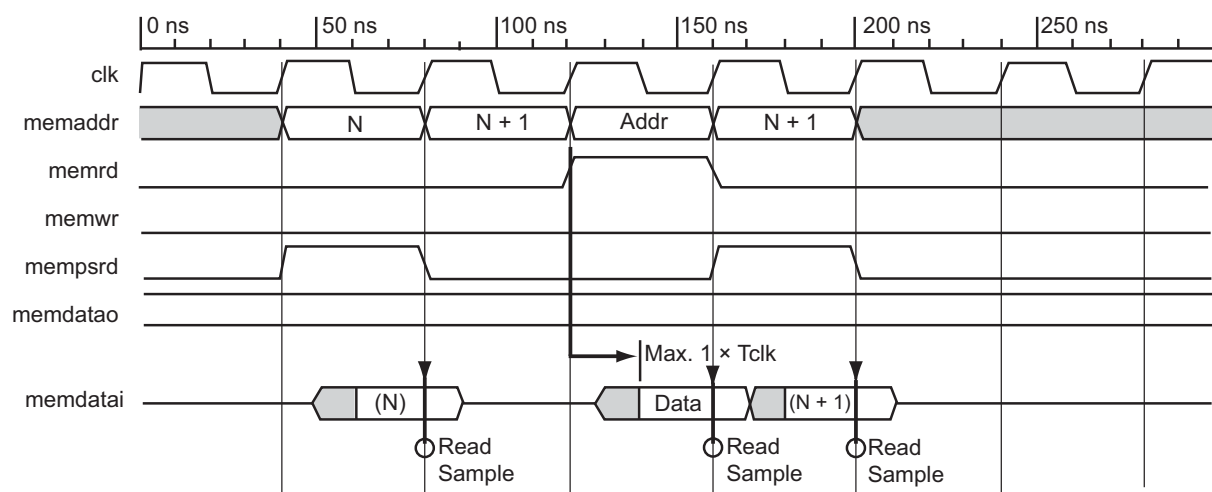 0 ns 50 ns 100 ns 150 ns 200 ns 250 ns
clk
memaddr N N + 1 Addr N + 1
memrd
memwr
mempsrd
memdatao
Max. 1 × Tclk
memdatai (N) Data (N + 1)
Read Sample
Read Sample
Read Sample